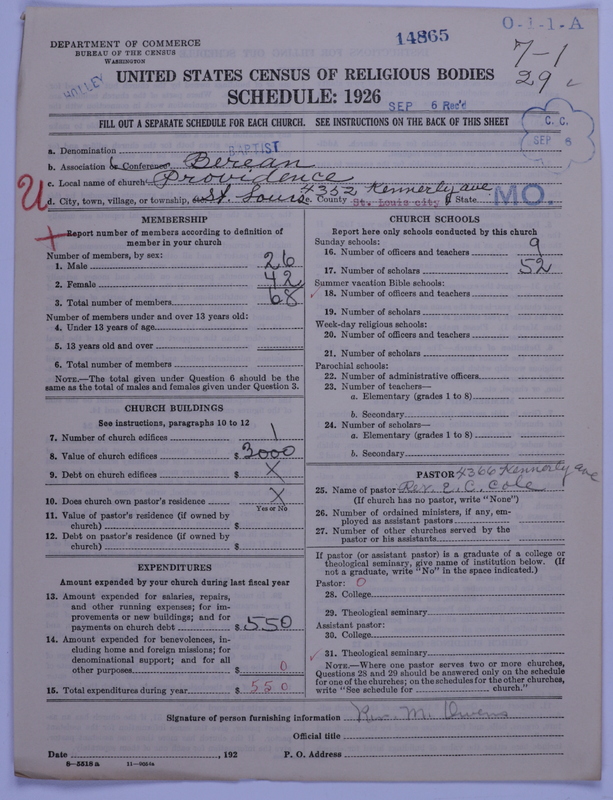 O-1-1-A
14865
7-1
29
DEPARTMENT OF COMMERCE
BUREAU OF THE CENSUS
WASHINGTON
HOLLEY
UNITED STATES CENSUS OF RELIGIOUS BODIES
SCHEDULE: 1926
SEP 6 Rec'd
FILL OUT A SEPARATE SCHEDULE FOR EACH CHURCH. SEE INSTRUCTIONS ON THE BACK OF THIS SHEET
C. C.
SEP 8
a. Denomination BAPTIST
b. Association or Conference Berean
c. Local name of church Providence
4352 Kennerly ave
U
d. City, town, village, or township, St. Louis e. County St. Louis city f. State MO.
MEMBERSHIP
Report number of members according to definition of
member in your church
Number of members, by sex:
1. Male 26
2. Female 42
3. Total number of members 68
Number of members under and over 13 years old:
4. Under 13 years of age
5. 13 years old and over
6. Total number of members
NOTE.—The total given under Question 6 should be the
same as the total of males and females given under Question 3.
CHURCH BUILDINGS
See instructions, paragraphs 10 to 12
7. Number of church edifices 1
8. Value of church edifices $ 3000
9. Debt on church edifices $ X
10. Does church own pastor's residence X
Yes or No
11. Value of pastor's residence (if owned by
church) $
12. Debt on pastor's residence (if owned by
church) $
EXPENDITURES
Amount expended by your church during last fiscal year
13. Amount expended for salaries, repairs,
and other running expenses; for im-
provements or new buildings; and for
payments on church debt $ 550
14. Amount expended for benevolences, in-
cluding home and foreign missions; for
denominational support; and for all
other purposes $ 0
15. Total expenditures during year $ 550
CHURCH SCHOOLS
Report here only schools conducted by this church
Sunday schools:
16. Number of officers and teachers 9
17. Number of scholars 52
Summer vacation Bible schools:
18. Number of officers and teachers
19. Number of scholars
Week-day religious schools:
20. Number of officers and teachers
21. Number of scholars
Parochial schools:
22. Number of administrative officers
23. Number of teachers—
a. Elementary (grades 1 to 8)
b. Secondary
24. Number of scholars—
a. Elementary (grades 1 to 8)
b. Secondary
PASTOR 4366 Kennerly ave
25. Name of pastor Rev. E. C. Cole
(If church has no pastor, write "None")
26. Number of ordained ministers, if any, em-
ployed as assistant pastors
27. Number of other churches served by the
pastor or his assistants
If pastor (or assistant pastor) is a graduate of a college or
theological seminary, give name of institution below. (If
not a graduate, write "No" in the space indicated.)
Pastor: 0
28. College
29. Theological seminary
Assistant pastor:
30. College
31. Theological seminary
NOTE.—Where one pastor serves two or more churches,
Questions 28 and 29 should be answered only on the schedule
for one of the churches; on the schedules for the other churches,
write "See schedule for church."
Signature of person furnishing information Rev. M. Owens
Official title
Date , 192 P. O. Address
8—5518 a 11—9034a